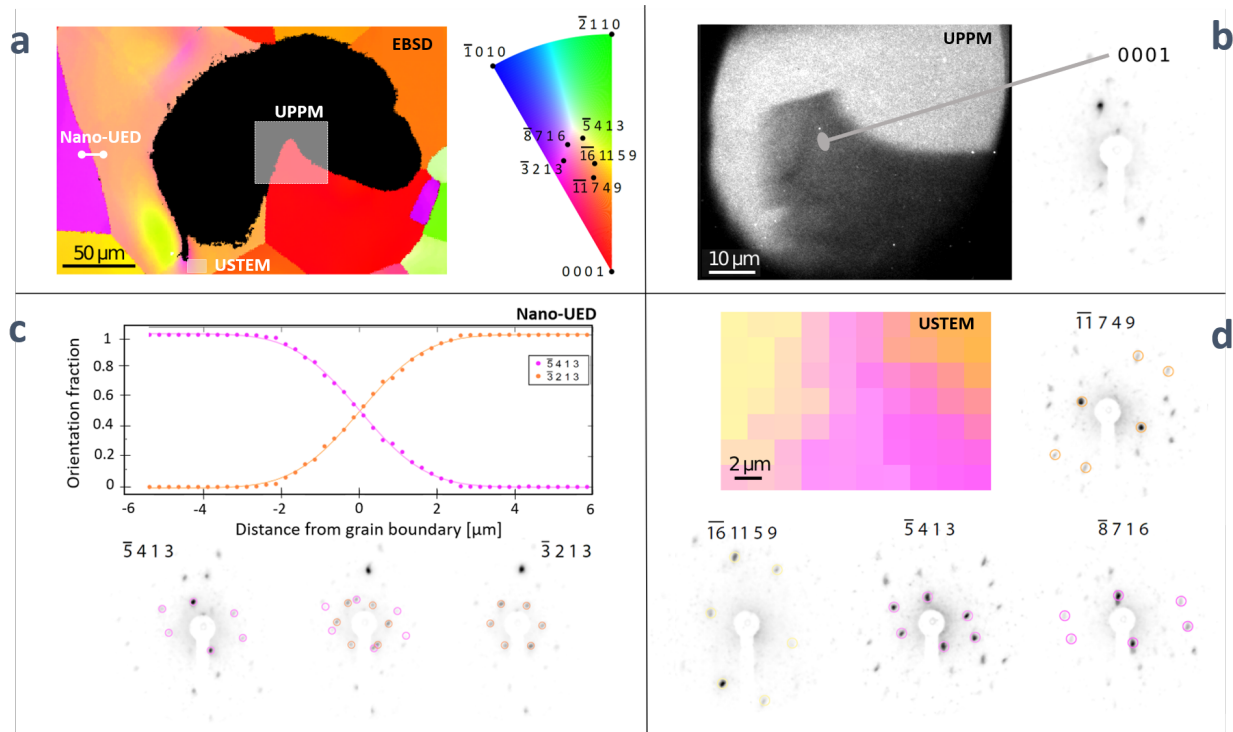 a
EBSD
UPPM
Nano-UED
50 µm
USTEM
2̅ 1 1 0
1̅ 0 1 0
5̅ 4 1 3
8̅ 7 1 6
1̅6̅ 11 5 9
3̅ 2 1 3
1̅1̅ 7 4 9
0 0 0 1
b
UPPM
0 0 0 1
10 µm
c
Nano-UED
Orientation fraction
1
0.8
0.6
0.4
0.2
0
5̅ 4 1 3
3̅ 2 1 3
-4 -2 0 2 4 6
Distance from grain boundary [µm]
5̅ 4 1 3
3̅ 2 1 3
d
USTEM
2 µm
1̅1̅ 7 4 9
1̅6̅ 11 5 9
5̅ 4 1 3
8̅ 7 1 6